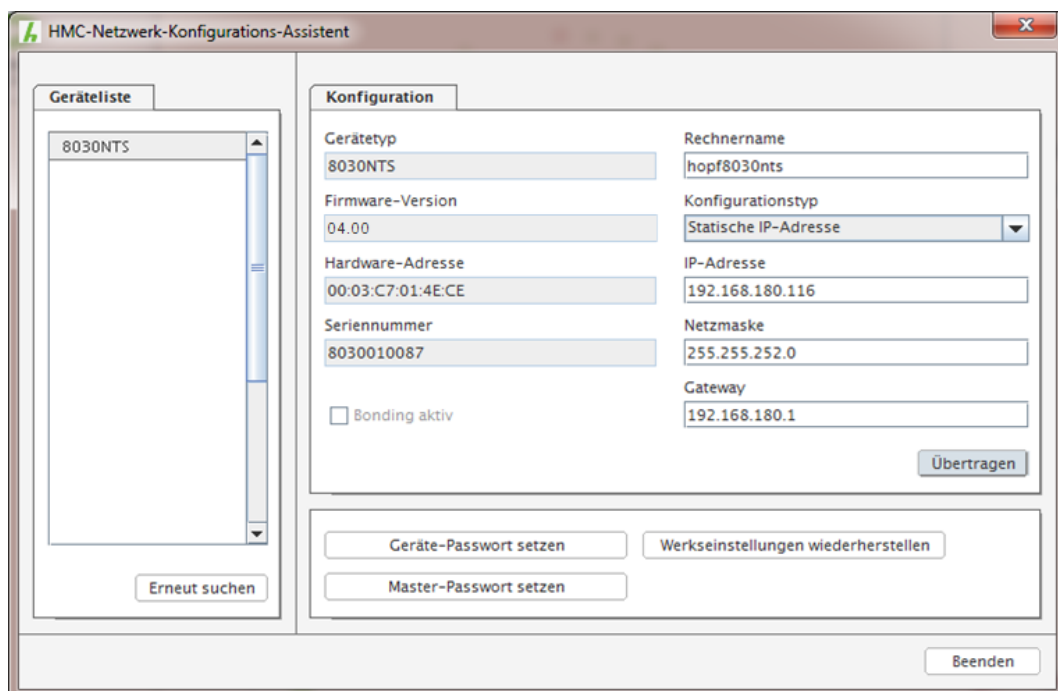 HMC-Netzwerk-Konfigurations-Assistent
Geräteliste
8030NTS
Erneut suchen
Konfiguration
Gerätetyp
8030NTS
Firmware-Version
04.00
Hardware-Adresse
00:03:C7:01:4E:CE
Seriennummer
8030010087
Bonding aktiv
Rechnername
hopf8030nts
Konfigurationstyp
Statische IP-Adresse
IP-Adresse
192.168.180.116
Netzmaske
255.255.252.0
Gateway
192.168.180.1
Übertragen
Geräte-Passwort setzen
Werkseinstellungen wiederherstellen
Master-Passwort setzen
Beenden